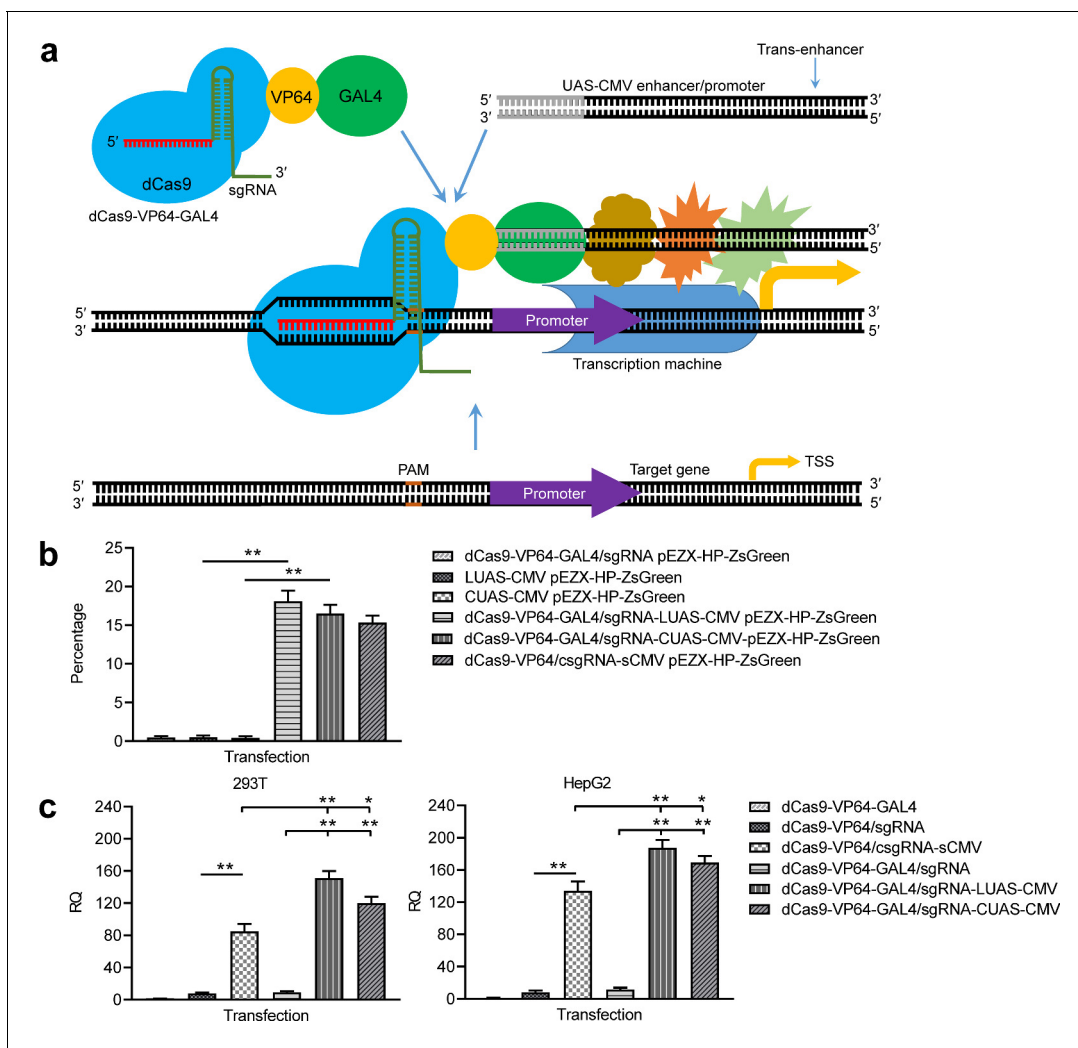 a
Trans-enhancer
UAS-CMV enhancer/promoter
5′ 3′
3′ 5′
VP64 GAL4
5′
dCas9
sgRNA
3′
dCas9-VP64-GAL4
3′
5′
5′ 3′
3′ 5′
Promoter
Transcription machine
PAM
Target gene
TSS
5′ 3′
3′ 5′
Promoter
b
Percentage
25
20
15
10
5
0
**
**
Transfection
dCas9-VP64-GAL4/sgRNA pEZX-HP-ZsGreen
LUAS-CMV pEZX-HP-ZsGreen
CUAS-CMV pEZX-HP-ZsGreen
dCas9-VP64-GAL4/sgRNA-LUAS-CMV pEZX-HP-ZsGreen
dCas9-VP64-GAL4/sgRNA-CUAS-CMV-pEZX-HP-ZsGreen
dCas9-VP64/csgRNA-sCMV pEZX-HP-ZsGreen
c
293T
RQ
240
200
160
120
80
40
0
** *
** **
**
Transfection
HepG2
RQ
240
200
160
120
80
40
0
** *
** **
**
Transfection
dCas9-VP64-GAL4
dCas9-VP64/sgRNA
dCas9-VP64/csgRNA-sCMV
dCas9-VP64-GAL4/sgRNA
dCas9-VP64-GAL4/sgRNA-LUAS-CMV
dCas9-VP64-GAL4/sgRNA-CUAS-CMV